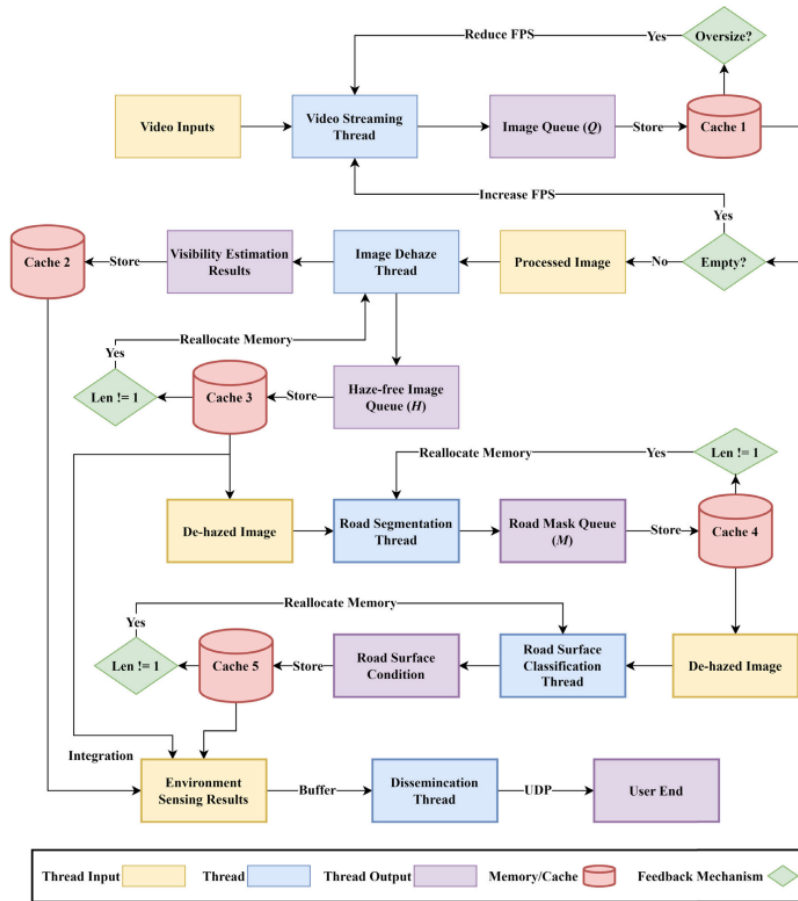 Reduce FPS
Yes
Oversize?
Video Inputs
Video Streaming
Thread
Image Queue (Q)
Store
Cache 1
Increase FPS
Yes
Cache 2
Store
Visibility Estimation
Results
Image Dehaze
Thread
Processed Image
No
Empty?
Reallocate Memory
Yes
Len != 1
Cache 3
Store
Haze-free Image
Queue (H)
Reallocate Memory
Yes
Len != 1
De-hazed Image
Road Segmentation
Thread
Road Mask Queue
(M)
Store
Cache 4
Reallocate Memory
Yes
Len != 1
Cache 5
Store
Road Surface
Condition
Road Surface
Classification
Thread
De-hazed Image
Integration
Environment
Sensing Results
Buffer
Dissemincation
Thread
UDP
User End
Thread Input
Thread
Thread Output
Memory/Cache
Feedback Mechanism